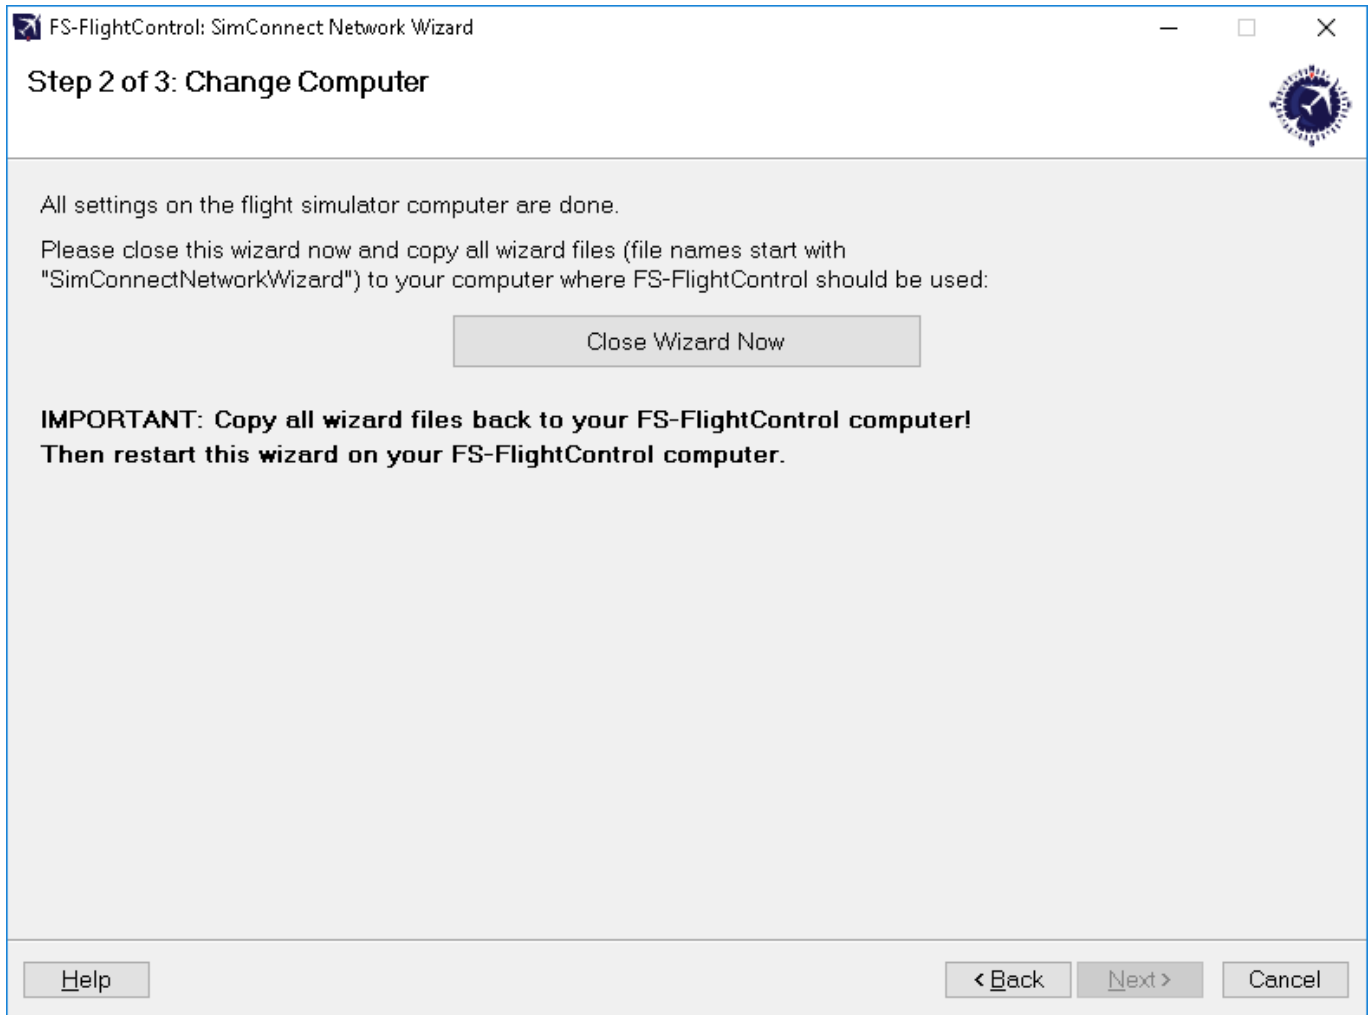 FS-FlightControl: SimConnect Network Wizard
Step 2 of 3: Change Computer
All settings on the flight simulator computer are done.
Please close this wizard now and copy all wizard files (file names start with
"SimConnectNetworkWizard") to your computer where FS-FlightControl should be used:
Close Wizard Now
IMPORTANT: Copy all wizard files back to your FS-FlightControl computer!
Then restart this wizard on your FS-FlightControl computer.
Help
< Back
Next >
Cancel